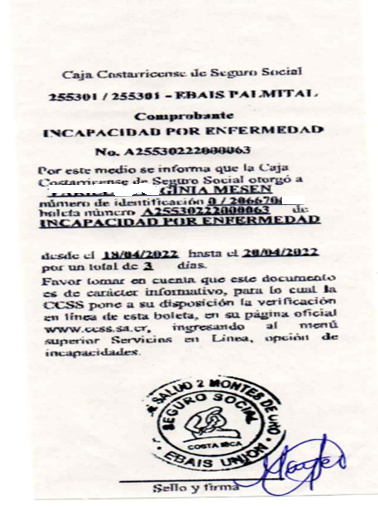 Caja Costarricense de Seguro Social
255301 / 255301 - EBAIS PALMITAL
Comprobante
INCAPACIDAD POR ENFERMEDAD
No. A25530222000063
Por este medio se informa que la Caja
Costarricense de Seguro Social otorgó a
GINIA MESEN
número de identificación 0 / 206670
boleta número A25530222000063 de
INCAPACIDAD POR ENFERMEDAD
desde el 18/04/2022 hasta el 20/04/2022
por un total de 3 días.
Favor tomar en cuenta que este documento
es de carácter informativo, para lo cual la
CCSS pone a su disposición la verificación
en línea de esta boleta, en su página oficial
www.ccss.sa.cr, ingresando al menú
superior Servicios en Línea, opción de
incapacidades.
SALUD 2 MONTES DE ORO
SEGURO SOCIAL
COSTA RICA
EBAIS UNION
Sello y firma